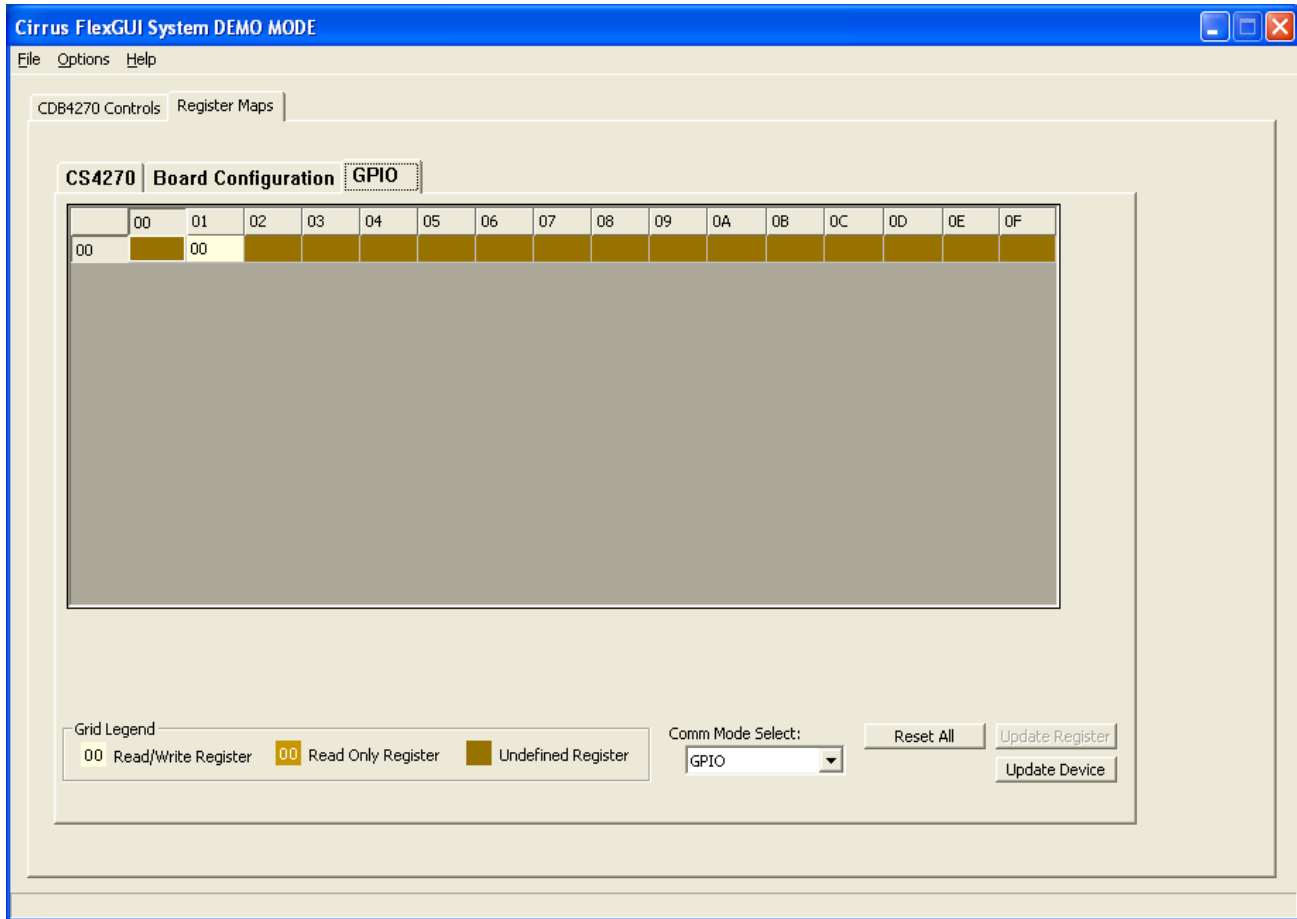 Cirrus FlexGUI System DEMO MODE
File Options Help
CDB4270 Controls Register Maps
CS4270 Board Configuration GPIO
00 01 02 03 04 05 06 07 08 09 0A 0B 0C 0D 0E 0F
00 00
Grid Legend
00 Read/Write Register 00 Read Only Register Undefined Register
Comm Mode Select:
GPIO
Reset All Update Register
Update Device